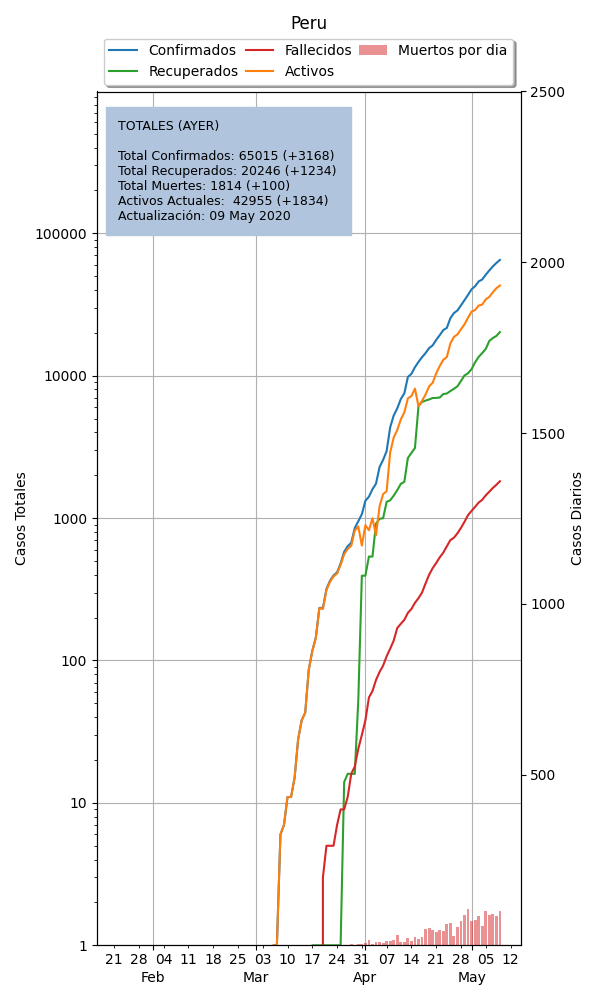 Peru
Confirmados Fallecidos Muertos por dia
Recuperados Activos
TOTALES (AYER)
Total Confirmados: 65015 (+3168)
Total Recuperados: 20246 (+1234)
Total Muertes: 1814 (+100)
Activos Actuales:  42955 (+1834)
Actualización: 09 May 2020
Casos Totales
100000
10000
1000
100
10
1
2500
2000
1500
1000
500
Casos Diarios
21 28 04 11 18 25 03 10 17 24 31 07 14 21 28 05 12
Feb Mar Apr May